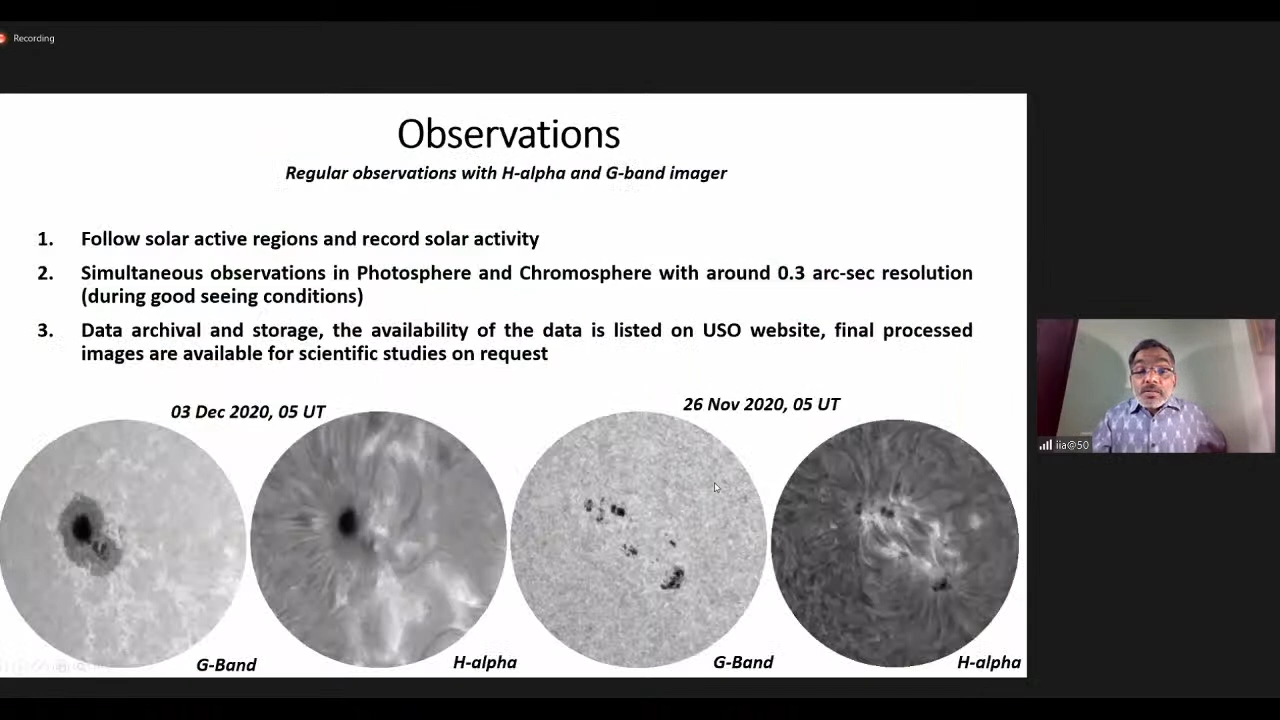 Recording
Observations
Regular observations with H-alpha and G-band imager
1. Follow solar active regions and record solar activity
2. Simultaneous observations in Photosphere and Chromosphere with around 0.3 arc-sec resolution
(during good seeing conditions)
3. Data archival and storage, the availability of the data is listed on USO website, final processed
images are available for scientific studies on request
03 Dec 2020, 05 UT
26 Nov 2020, 05 UT
G-Band
H-alpha
G-Band
H-alpha
iia@50